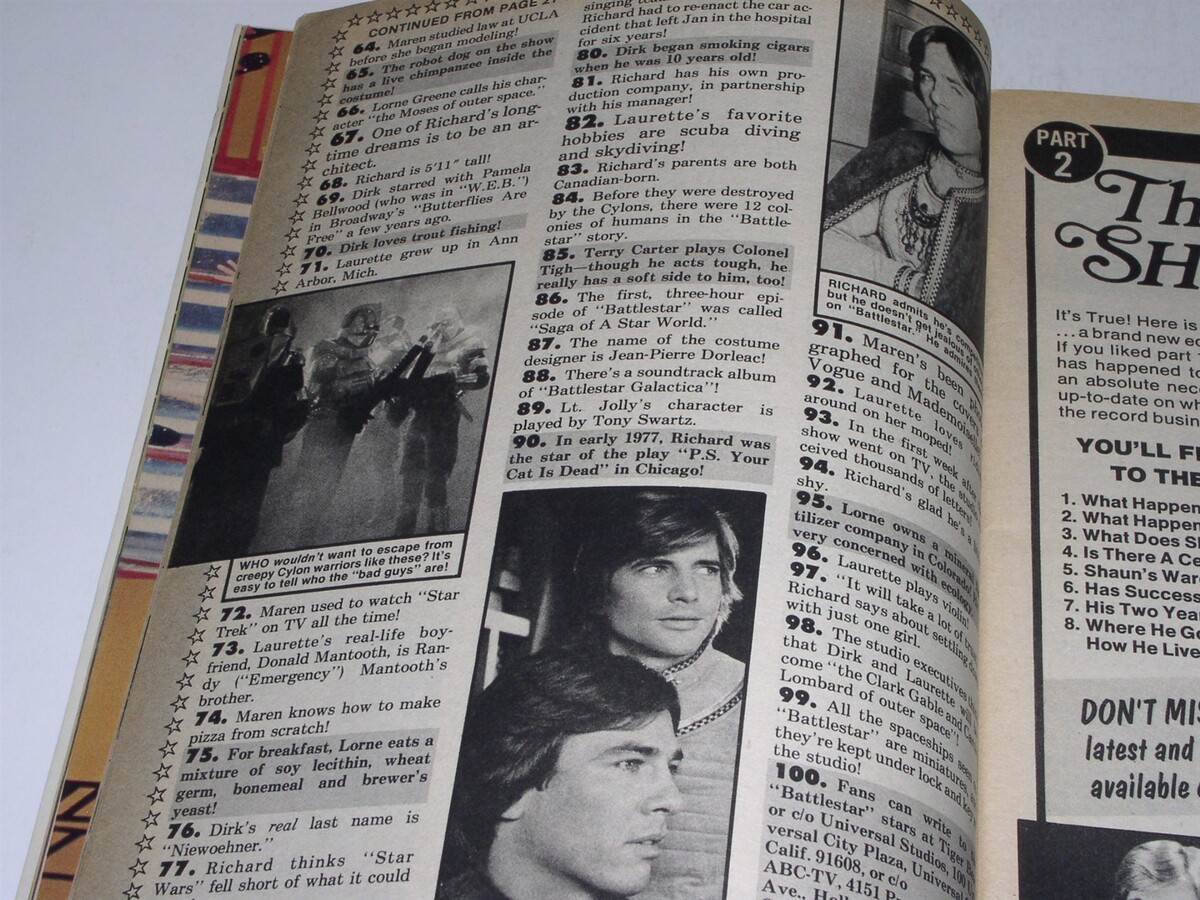 CONTINUED FROM PAGE 27
64. Maren studied law at UCLA
before she began modeling!
65. The robot dog on the show
has a live chimpanzee inside the
costume!
66. Lorne Greene calls his char-
acter "the Moses of outer space."
67. One of Richard's long-
time dreams is to be an ar-
chitect.
68. Richard is 5'11" tall!
69. Dirk starred with Pamela
Bellwood (who was in "W.E.B.")
in Broadway's "Butterflies Are
Free" a few years ago.
70. Dirk loves trout fishing!
71. Laurette grew up in Ann
Arbor, Mich.
WHO wouldn't want to escape from
creepy Cylon warriors like these? It's
easy to tell who the "bad guys" are!
72. Maren used to watch "Star
Trek" on TV all the time!
73. Laurette's real-life boy-
friend, Donald Mantooth, is Ran-
dy ("Emergency") Mantooth's
brother.
74. Maren knows how to make
pizza from scratch!
75. For breakfast, Lorne eats a
mixture of soy lecithin, wheat
germ, bonemeal and brewer's
yeast!
76. Dirk's real last name is
"Niewoehner."
77. Richard thinks "Star
Wars" fell short of what it could
singing team
Richard had to re-enact the car ac-
cident that left Jan in the hospital
for six years!
80. Dirk began smoking cigars
when he was 10 years old!
81. Richard has his own pro-
duction company, in partnership
with his manager!
82. Laurette's favorite
hobbies are scuba diving
and skydiving!
83. Richard's parents are both
Canadian-born.
84. Before they were destroyed
by the Cylons, there were 12 col-
onies of humans in the "Battle-
star" story.
85. Terry Carter plays Colonel
Tigh—though he acts tough, he
really has a soft side to him, too!
86. The first, three-hour epi-
sode of "Battlestar" was called
"Saga of A Star World."
87. The name of the costume
designer is Jean-Pierre Dorleac!
88. There's a soundtrack album
of "Battlestar Galactica"!
89. Lt. Jolly's character is
played by Tony Swartz.
90. In early 1977, Richard was
the star of the play "P.S. Your
Cat Is Dead" in Chicago!
RICHARD admits he's
but he doesn't get jealous of
on "Battlestar." He admires
91. Maren's been
graphed for the covers
Vogue and Mademoiselle
92. Laurette loves
around on her moped!
93. In the first week after
show went on TV, the studio
ceived thousands of letters!
94. Richard's glad he's a
shy.
95. Lorne owns a mineral
tilizer company in Colorado
very concerned with ecology
96. Laurette plays violin!
97. "It will take a lot of
Richard says about settling
with just one girl.
98. The studio executives
that Dirk and Laurette will
come "the Clark Gable and
Lombard of outer space"!
99. All the spaceships
"Battlestar" are miniatures,
they're kept under lock and key
the studio!
100. Fans can write to
"Battlestar" stars at Tiger
or c/o Universal Studios, 100
versal City Plaza, Universal
Calif. 91608, or c/o
ABC-TV, 4151
Ave.,
PART
2
It's True! Here is
...a brand new
If you liked part
has happened to
an absolute
up-to-date on
the record
YOU'LL
TO THE
1. What
2. What
3. What Does
4. Is There A
5. Shaun's
6. Has
7. His Two
8. Where He
How He
DON'T
latest and
available